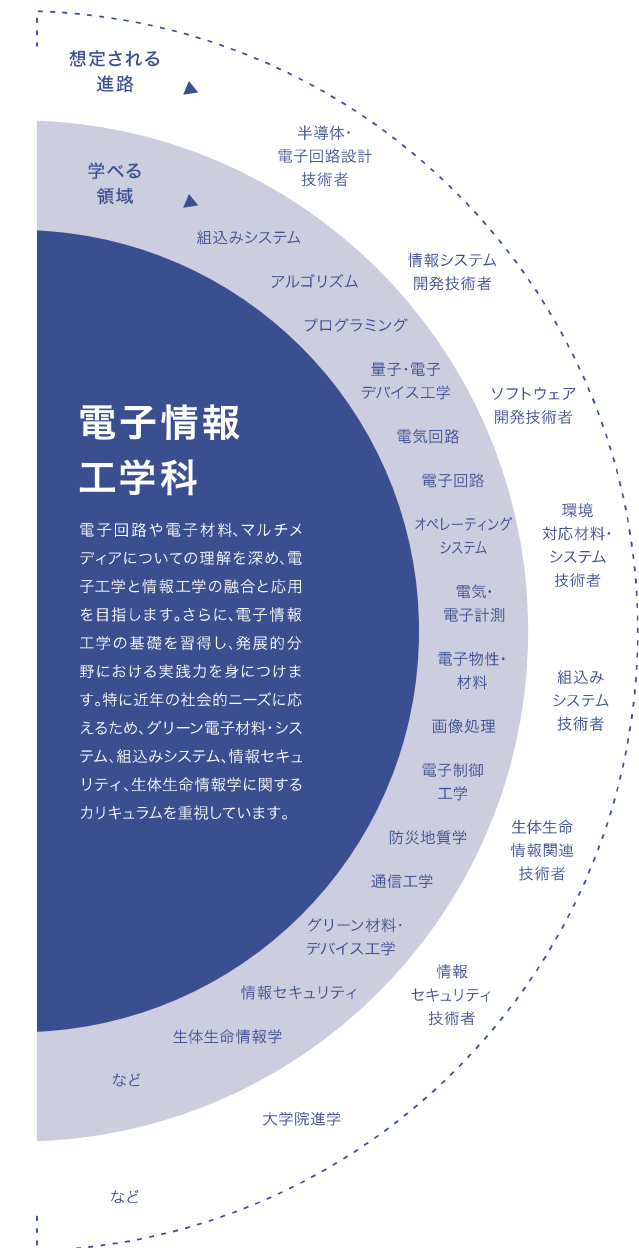 想定される
進路
学べる
領域
半導体・
電子回路設計
技術者
情報システム
開発技術者
ソフトウェア
開発技術者
環境
対応材料・
システム
技術者
組込み
システム
技術者
生体生命
情報関連
技術者
情報
セキュリティ
技術者
大学院進学
など
組込みシステム
アルゴリズム
プログラミング
量子・電子
デバイス工学
電気回路
電子回路
オペレーティング
システム
電気・
電子計測
電子物性・
材料
画像処理
電子制御
工学
防災地質学
通信工学
グリーン材料・
デバイス工学
情報セキュリティ
生体生命情報学
など
電子情報
工学科
電子回路や電子材料、マルチメ
ディアについての理解を深め、電
子工学と情報工学の融合と応用
を目指します。さらに、電子情報
工学の基礎を習得し、発展的分
野における実践力を身につけま
す。特に近年の社会的ニーズに応
えるため、グリーン電子材料・シス
テム、組込みシステム、情報セキュ
リティ、生体生命情報学に関する
カリキュラムを重視しています。